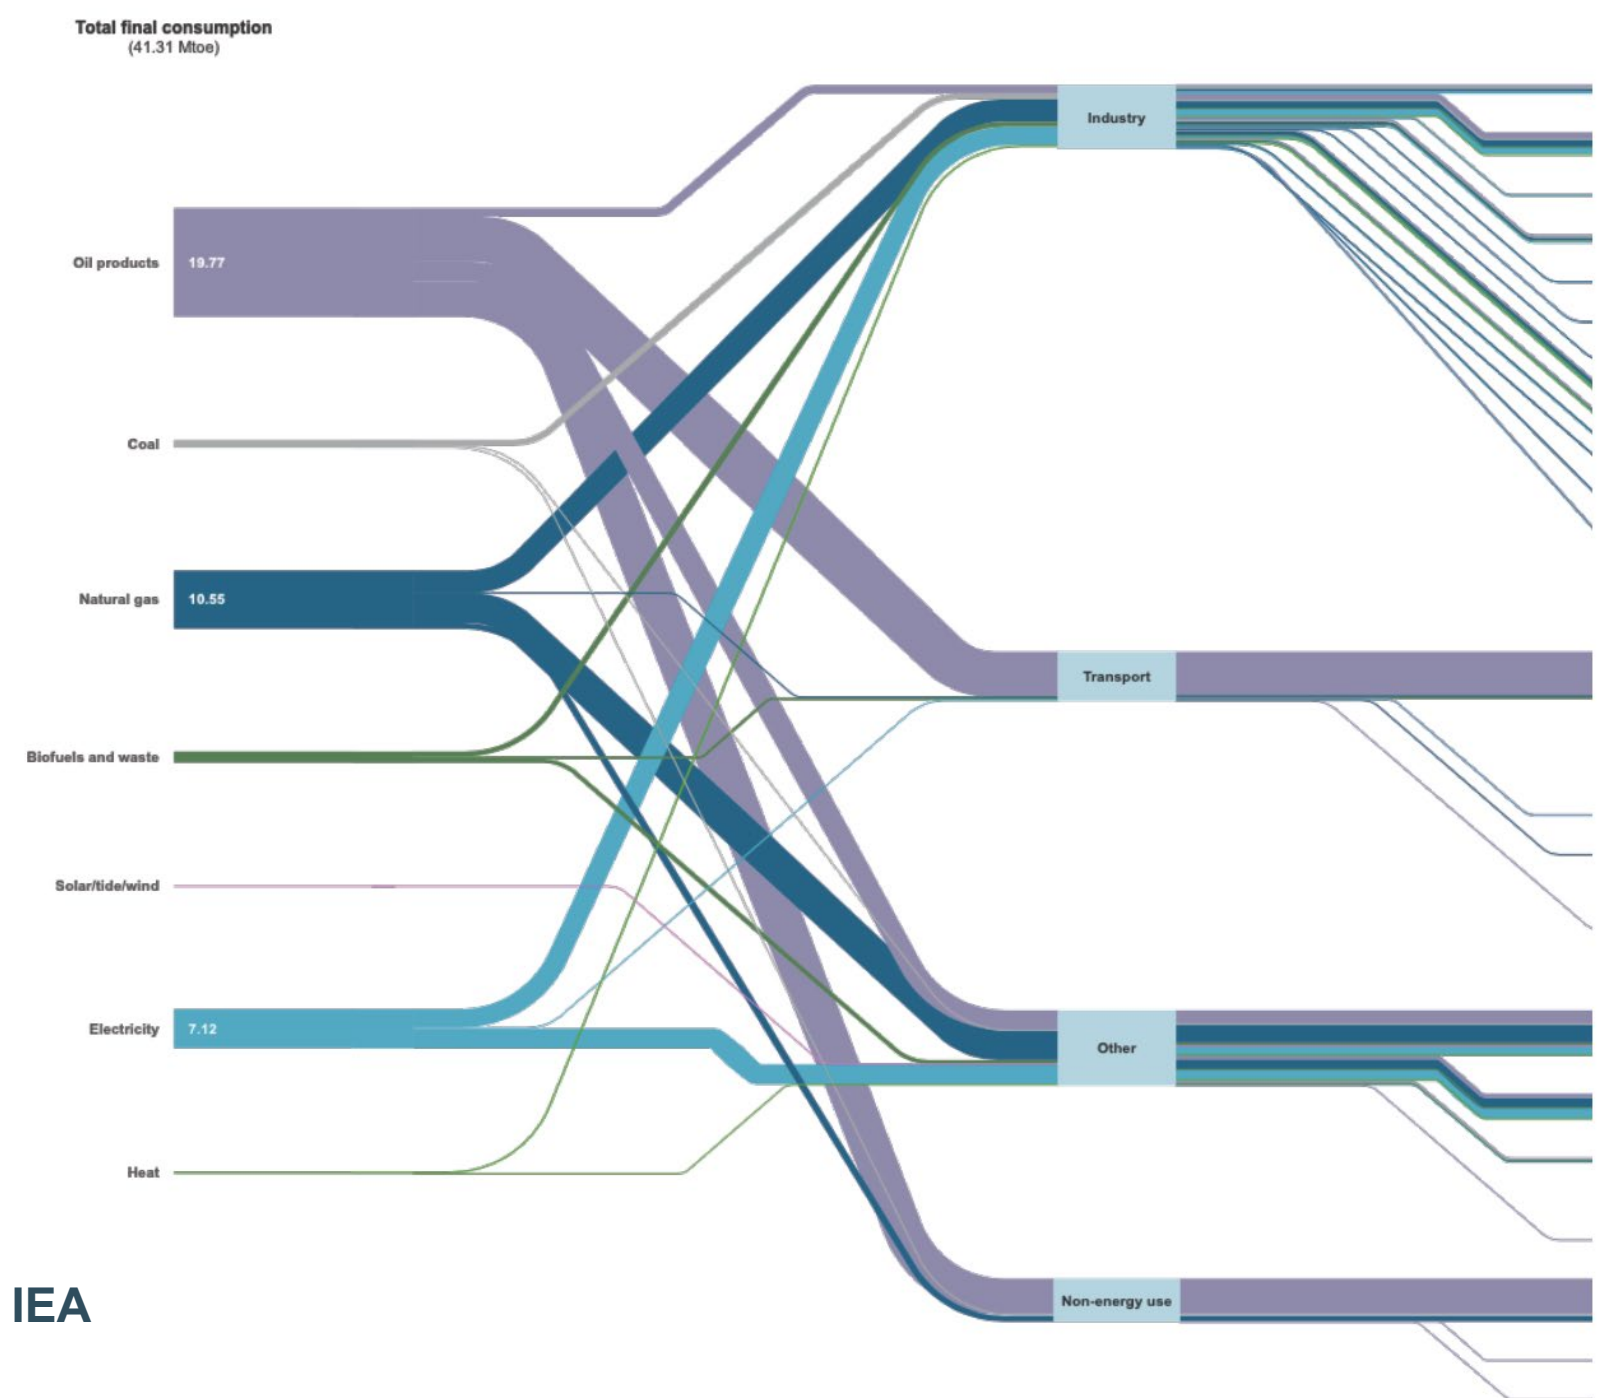 Total final consumption
(41.31 Mtoe)
Industry
Oil products
19.77
Coal
Natural gas
10.55
Transport
Biofuels and waste
Solar/tide/wind
Electricity
7.12
Other
Heat
Non-energy use
IEA